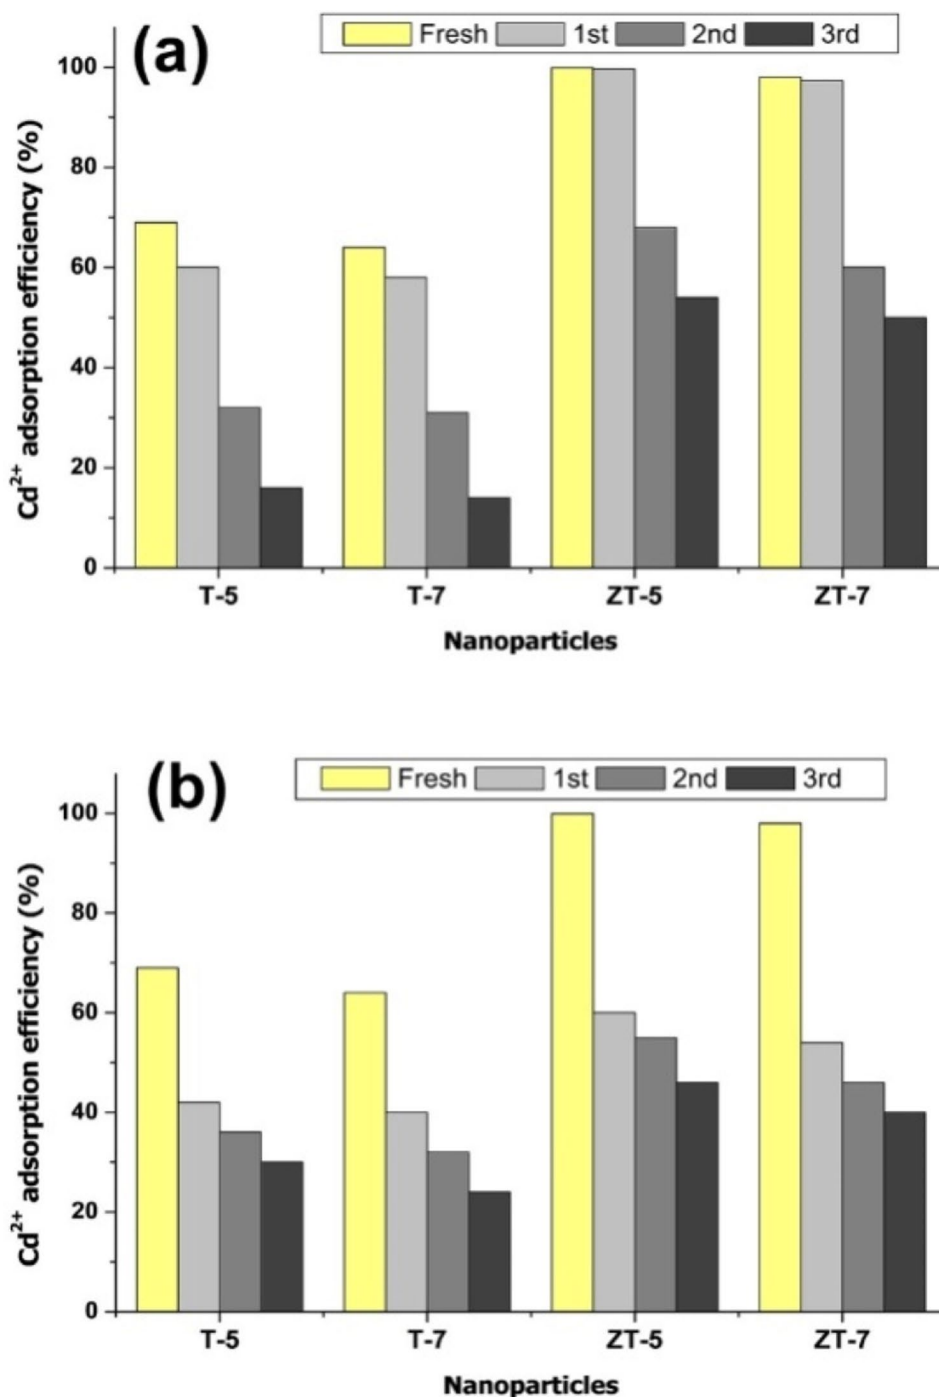 (a)
Fresh 1st 2nd 3rd
Cd²⁺ adsorption efficiency (%)
100
80
60
40
20
0
T-5 T-7 ZT-5 ZT-7
Nanoparticles
(b)
Fresh 1st 2nd 3rd
Cd²⁺ adsorption efficiency (%)
100
80
60
40
20
0
T-5 T-7 ZT-5 ZT-7
Nanoparticles